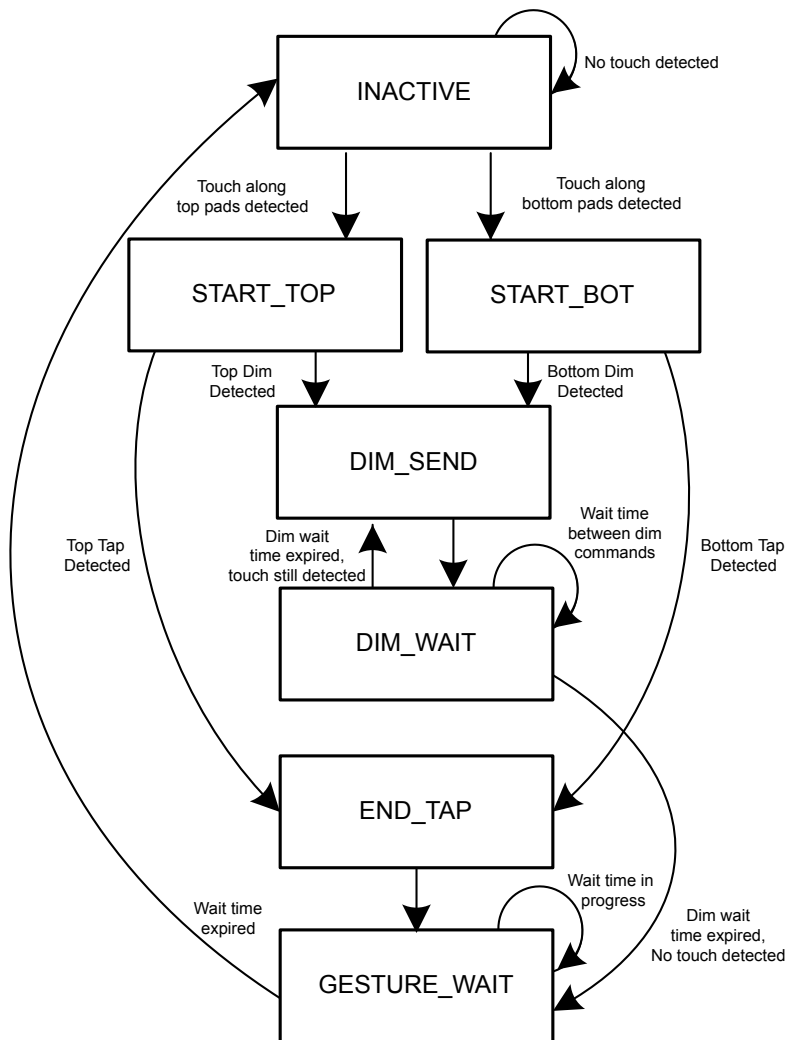 No touch detected
INACTIVE
Touch along
top pads detected
Touch along
bottom pads detected
START_TOP
START_BOT
Top Dim
Detected
Bottom Dim
Detected
DIM_SEND
Dim wait
time expired,
touch still detected
Wait time
between dim
commands
Top Tap
Detected
Bottom Tap
Detected
DIM_WAIT
END_TAP
Wait time in
progress
Wait time
expired
Dim wait
time expired,
No touch detected
GESTURE_WAIT